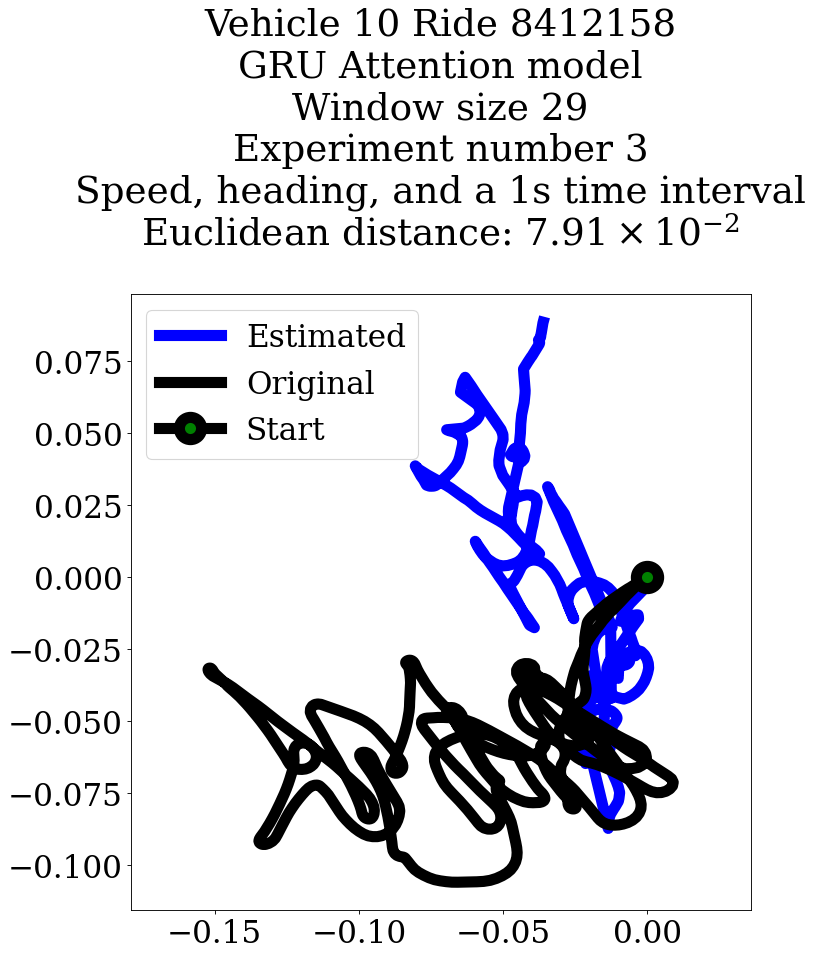 Vehicle 10 Ride 8412158
GRU Attention model
Window size 29
Experiment number 3
Speed, heading, and a 1s time interval
Euclidean distance: 7.91 × 10⁻²
Estimated
Original
Start
0.075
0.050
0.025
0.000
−0.025
−0.050
−0.075
−0.100
−0.15 −0.10 −0.05 0.00